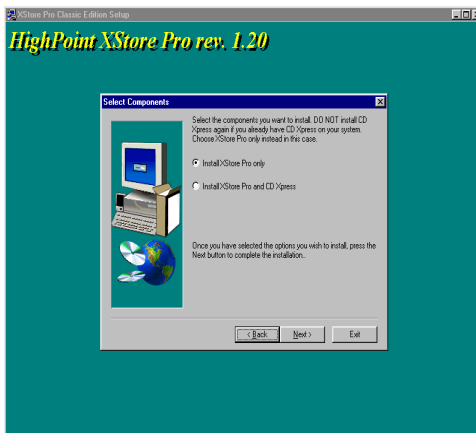 XStore Pro Classic Edition Setup
HighPoint XStore Pro rev. 1.20
Select Components
Select the components you want to install. DO NOT install CD
Xpress again if you already have CD Xpress on your system.
Choose XStore Pro only instead in this case.
Install XStore Pro only
Install XStore Pro and CD Xpress
Once you have selected the options you wish to install, press the
Next button to complete the installation..
< Back
Next >
Exit